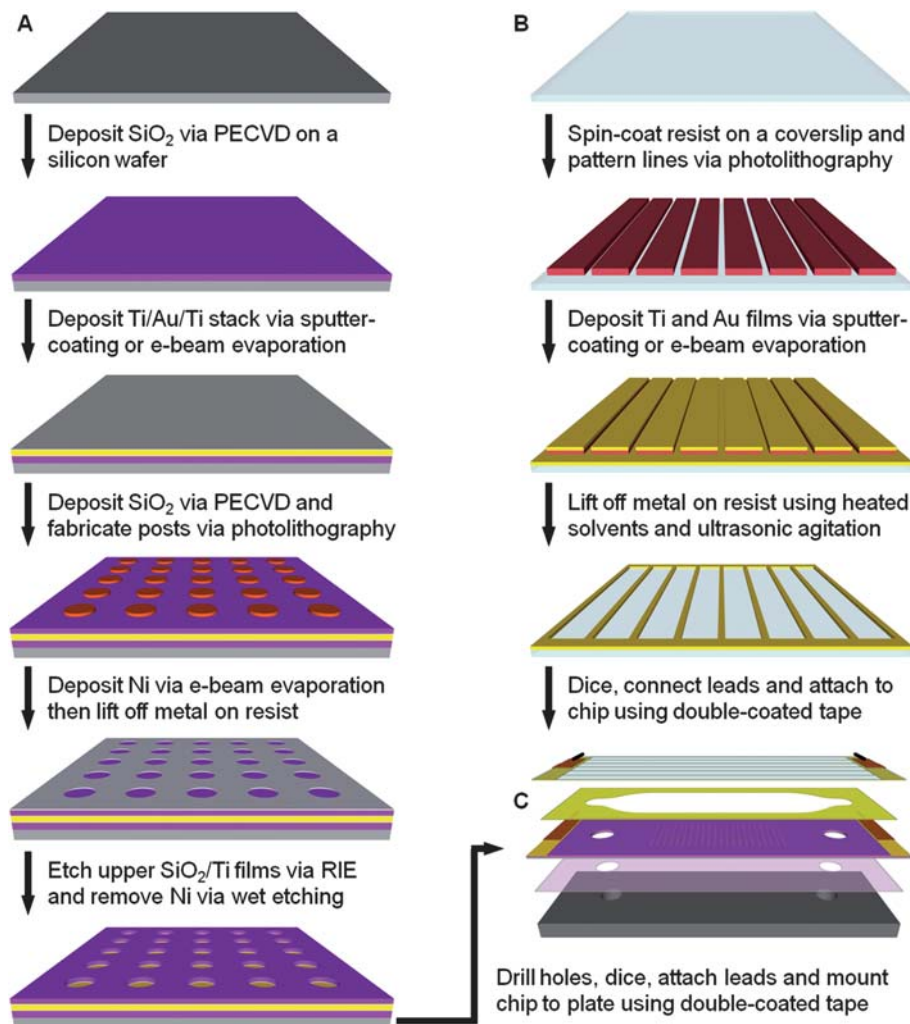 A
Deposit SiO₂ via PECVD on a
silicon wafer
Deposit Ti/Au/Ti stack via sputter-
coating or e-beam evaporation
Deposit SiO₂ via PECVD and
fabricate posts via photolithography
Deposit Ni via e-beam evaporation
then lift off metal on resist
Etch upper SiO₂/Ti films via RIE
and remove Ni via wet etching
B
Spin-coat resist on a coverslip and
pattern lines via photolithography
Deposit Ti and Au films via sputter-
coating or e-beam evaporation
Lift off metal on resist using heated
solvents and ultrasonic agitation
Dice, connect leads and attach to
chip using double-coated tape
C
Drill holes, dice, attach leads and mount
chip to plate using double-coated tape